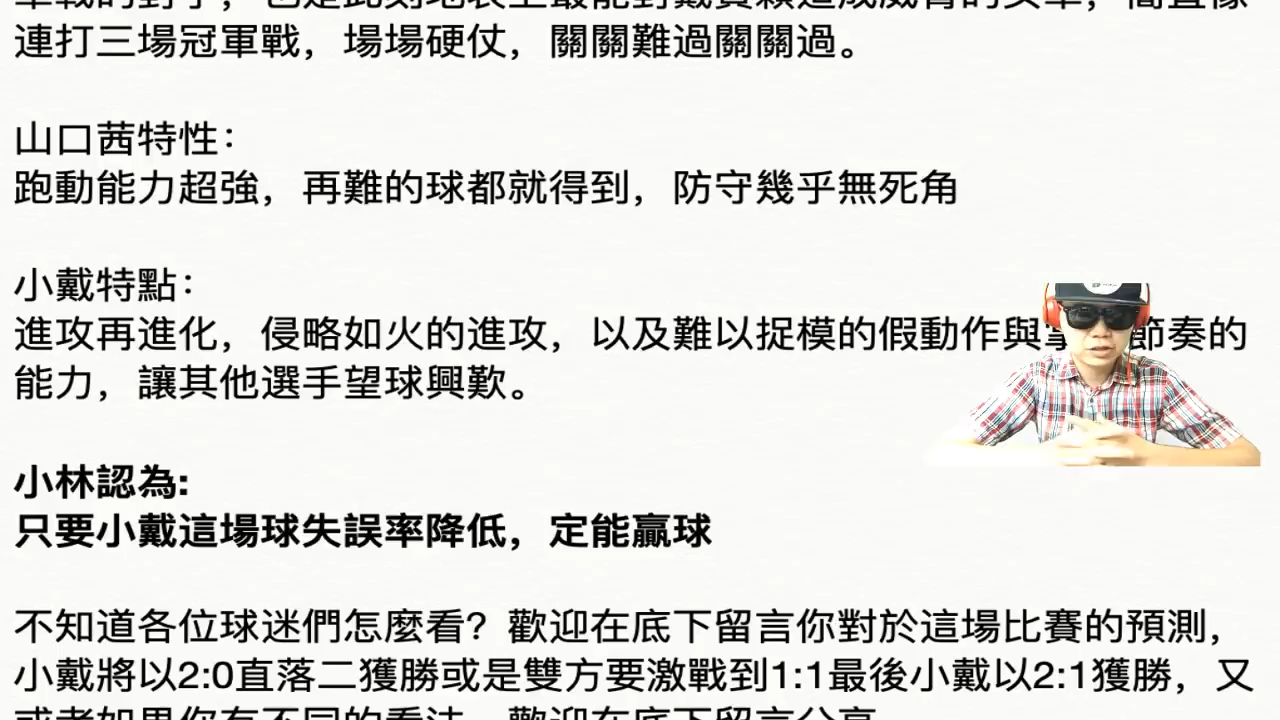 連打三場冠軍戰，場場硬仗，關關難過關關過。
山口茜特性：
跑動能力超強，再難的球都就得到，防守幾乎無死角
小戴特點：
進攻再進化，侵略如火的進攻，以及難以捉模的假動作與 節奏的
能力，讓其他選手望球興歎。
小林認為:
只要小戴這場球失誤率降低，定能贏球
不知道各位球迷們怎麼看？歡迎在底下留言你對於這場比賽的預測，
小戴將以2:0直落二獲勝或是雙方要激戰到1:1最後小戴以2:1獲勝，又